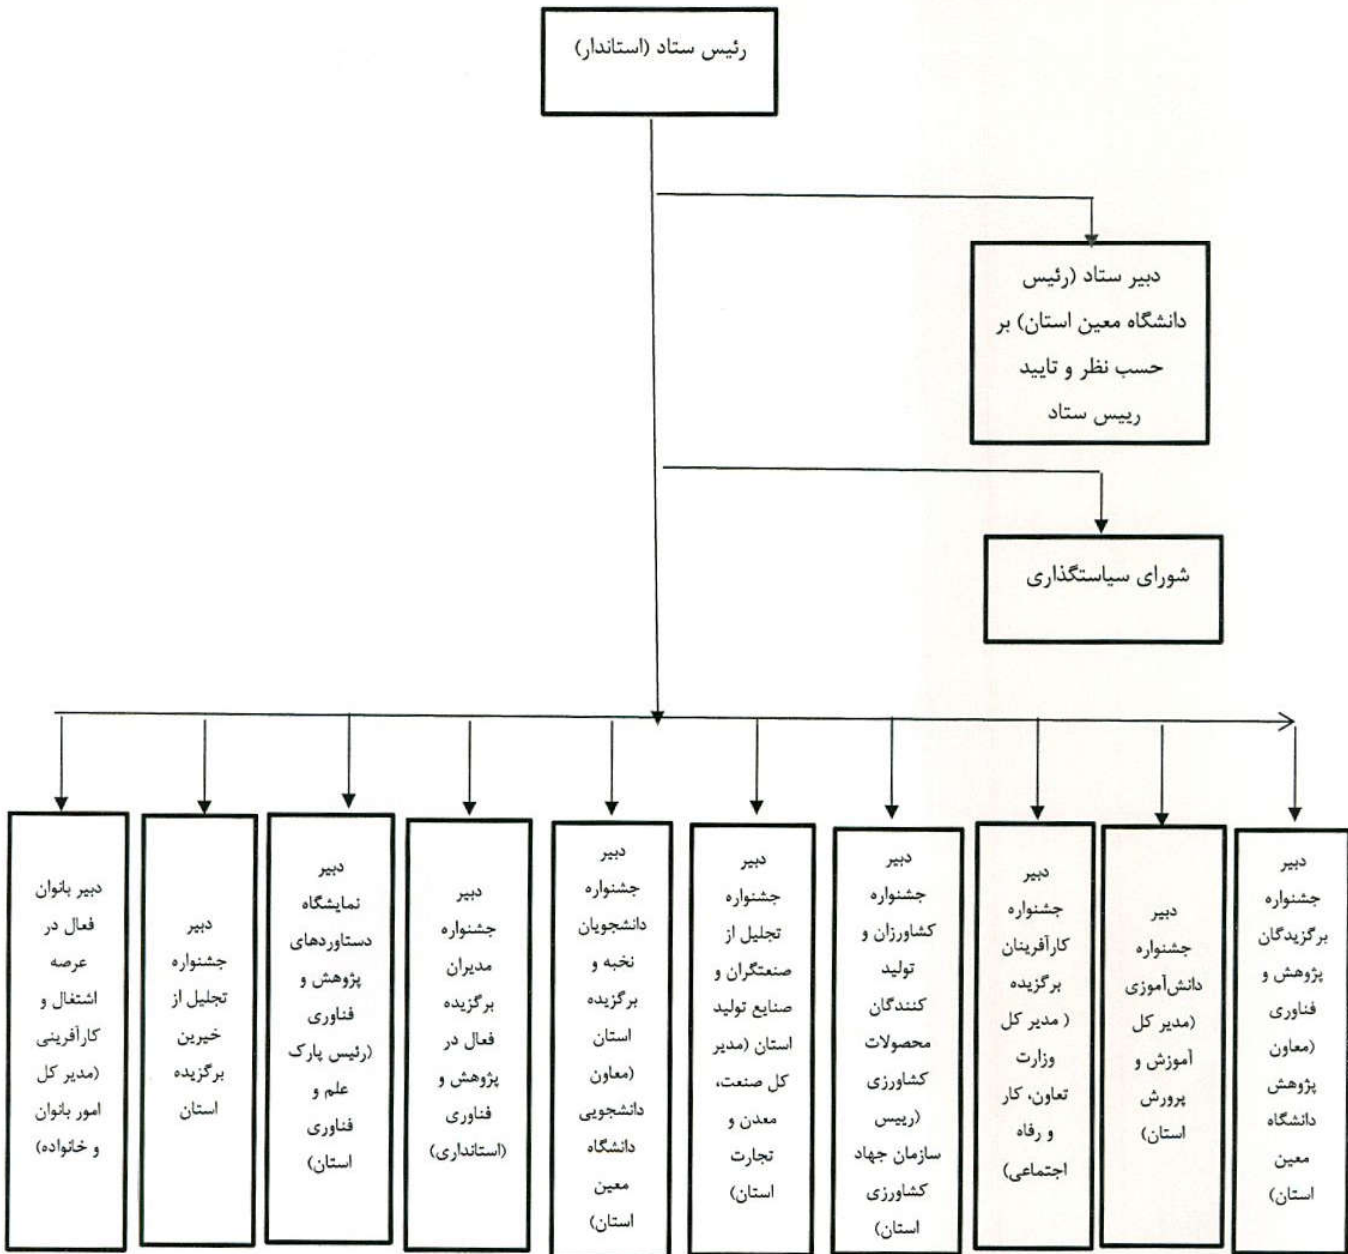 رئیس ستاد (استاندار)
دبیر ستاد (رئیس
دانشگاه معین استان) بر
حسب نظر و تایید
رییس ستاد
شورای سیاستگذاری
دبیر
جشنواره
برگزیدگان
پژوهش و
فناوری
(معاون
پژوهش
دانشگاه
معین
استان)
دبیر
جشنواره
دانش‌آموزی
(مدیر کل
آموزش و
پرورش
استان)
دبیر
جشنواره
کارآفرینان
برگزیده
( مدیر کل
وزارت
تعاون، کار
و رفاه
اجتماعی)
دبیر
جشنواره
کشاورزان و
تولید
کنندگان
محصولات
کشاورزی
(رییس
سازمان جهاد
کشاورزی
استان)
دبیر
جشنواره
تجلیل از
صنعتگران و
صنایع تولید
استان (مدیر
کل صنعت،
معدن و
تجارت
استان)
دبیر
جشنواره
دانشجویان
نخبه و
برگزیده
استان
(معاون
دانشجویی
دانشگاه
معین
استان)
دبیر
جشنواره
مدیران
برگزیده
فعال در
پژوهش و
فناوری
(استانداری)
دبیر
نمایشگاه
دستاوردهای
پژوهش و
فناوری
(رئیس پارک
علم و
فناوری
استان)
دبیر
جشنواره
تجلیل از
خیرین
برگزیده
استان
دبیر بانوان
فعال در
عرصه
اشتغال و
کارآفرینی
(مدیر کل
امور بانوان
و خانواده)